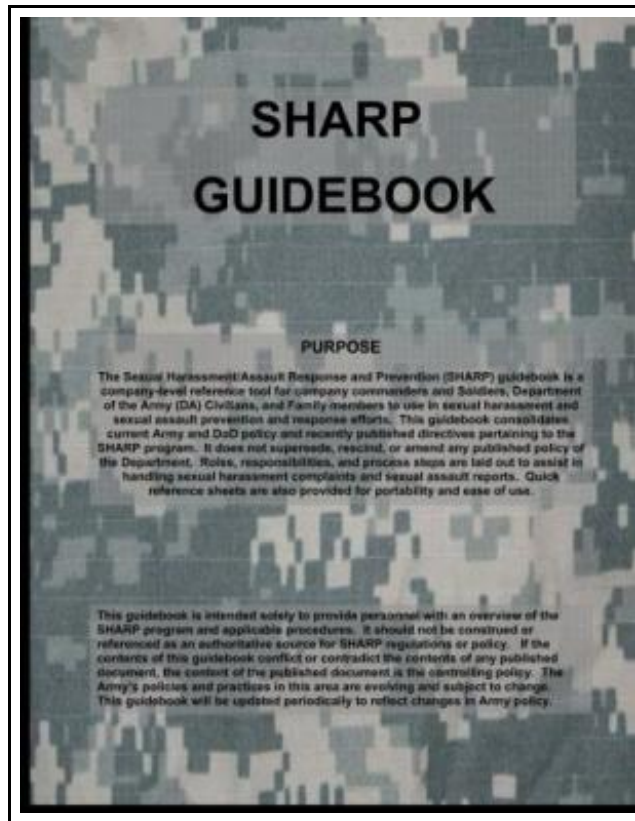 SHARP
GUIDEBOOK
PURPOSE
The Sexual Harassment/Assault Response and Prevention (SHARP) guidebook is a
company-level reference tool for company commanders and Soldiers, Department
of the Army (DA) Civilians, and Family members to use in sexual harassment and
sexual assault prevention and response efforts. This guidebook consolidates
current Army and DoD policy and recently published directives pertaining to the
SHARP program. It does not supersede, rescind, or amend any published policy of
the Department. Roles, responsibilities, and process steps are laid out to assist in
handling sexual harassment complaints and sexual assault reports. Quick
reference sheets are also provided for portability and ease of use.
This guidebook is intended solely to provide personnel with an overview of the
SHARP program and applicable procedures. It should not be construed or
referenced as an authoritative source for SHARP regulations or policy. If the
contents of this guidebook conflict or contradict the contents of any published
document, the content of the published document is the controlling policy. The
Army's policies and practices in this area are evolving and subject to change.
This guidebook will be updated periodically to reflect changes in Army policy.